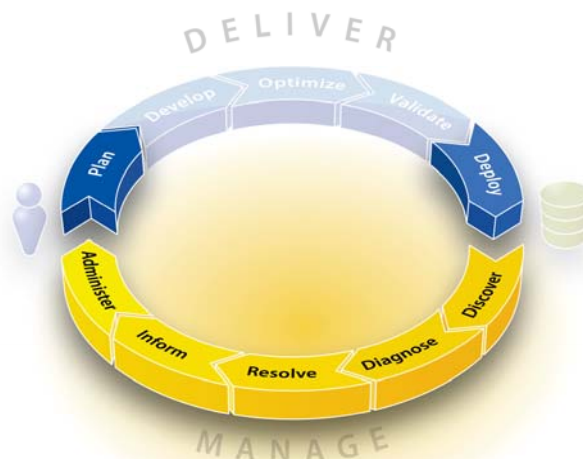 DELIVER
Plan
Develop
Optimize
Validate
Deploy
Discover
Diagnose
Resolve
Inform
Administer
MANAGE